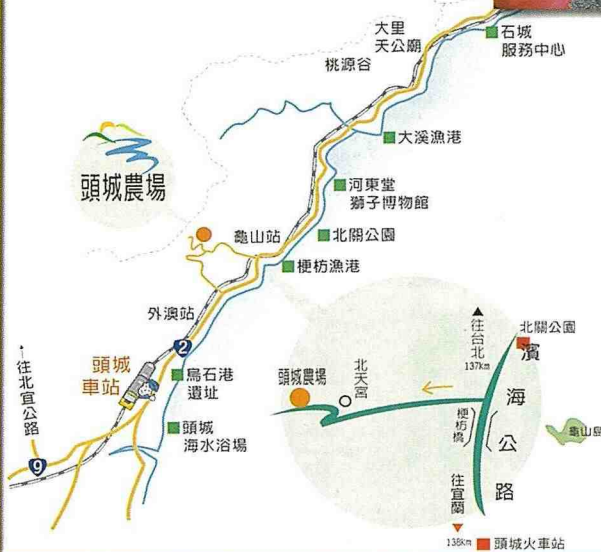 大里
天公廟
石城
服務中心
桃源谷
大溪漁港
頭城農場
河東堂
獅子博物館
龜山站
北關公園
梗枋漁港
外澳站
2
頭城
車站
烏石港
遺址
←往北宜公路
9
頭城
海水浴場
▲往台北
137km
北關公園
濱海公路
北天宮
頭城農場
←
梗枋橋
龜山島
往宜蘭
▼
138km
頭城火車站